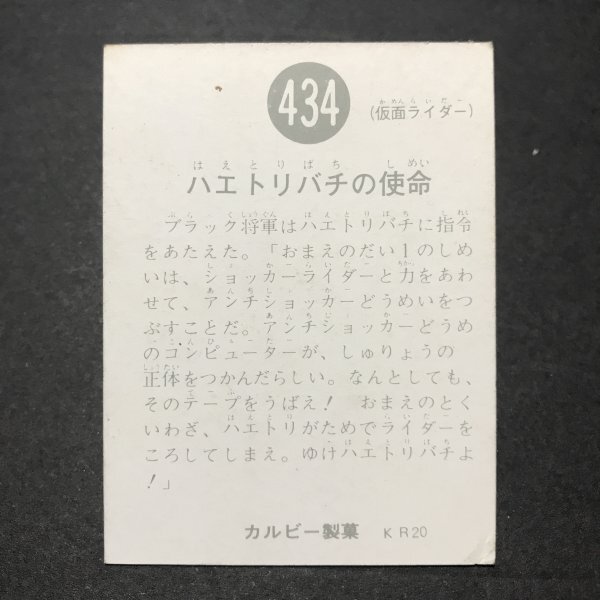 434
(仮面ライダー)
ハエトリバチの使命
ブラック将軍はハエトリバチに指令
をあたえた。「おまえのだい1のしめ
いは、ショッカーライダーと力をあわ
せて、アンチショッカーどうめいをつ
ぶすことだ。アンチショッカーどうめ
のコンピューターが、しゅりょうの
正体をつかんだらしい。なんとしても、
そのテープをうばえ!　おまえのとく
いわざ、ハエトリがためでライダーを
ころしてしまえ。ゆけハエトリバチよ
!」
カルビー製菓　KR20